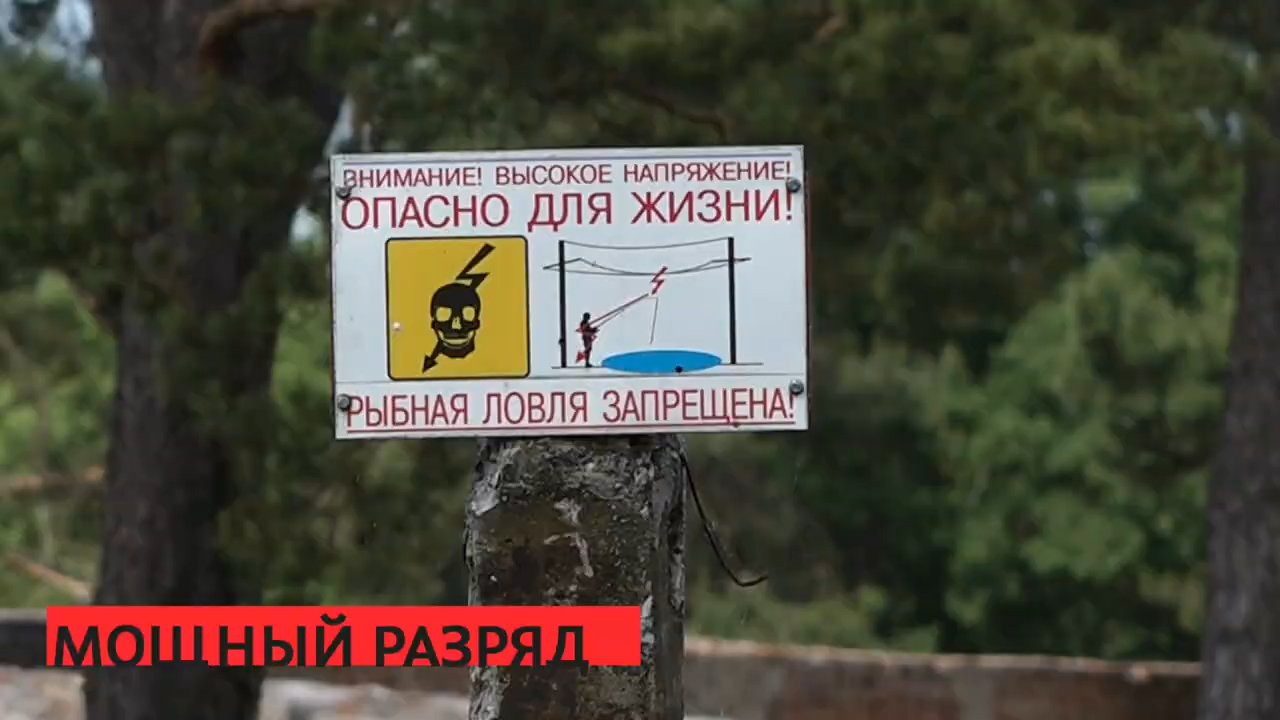 ВНИМАНИЕ! ВЫСОКОЕ НАПРЯЖЕНИЕ!
ОПАСНО ДЛЯ ЖИЗНИ!
РЫБНАЯ ЛОВЛЯ ЗАПРЕЩЕНА!
МОЩНЫЙ РАЗРЯД